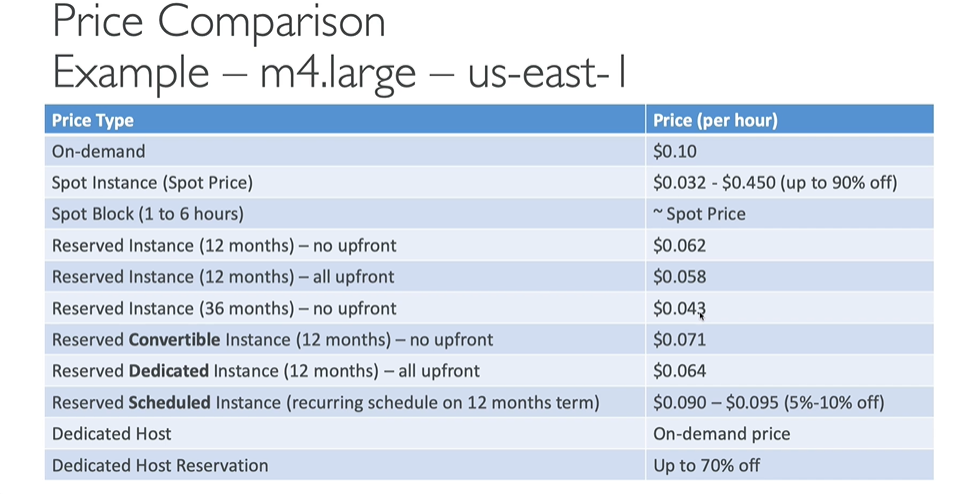 Price Comparison
Example – m4.large – us-east-1
Price Type Price (per hour)
On-demand $0.10
Spot Instance (Spot Price) $0.032 - $0.450 (up to 90% off)
Spot Block (1 to 6 hours) ~ Spot Price
Reserved Instance (12 months) – no upfront $0.062
Reserved Instance (12 months) – all upfront $0.058
Reserved Instance (36 months) – no upfront $0.043
Reserved Convertible Instance (12 months) – no upfront $0.071
Reserved Dedicated Instance (12 months) – all upfront $0.064
Reserved Scheduled Instance (recurring schedule on 12 months term) $0.090 – $0.095 (5%-10% off)
Dedicated Host On-demand price
Dedicated Host Reservation Up to 70% off